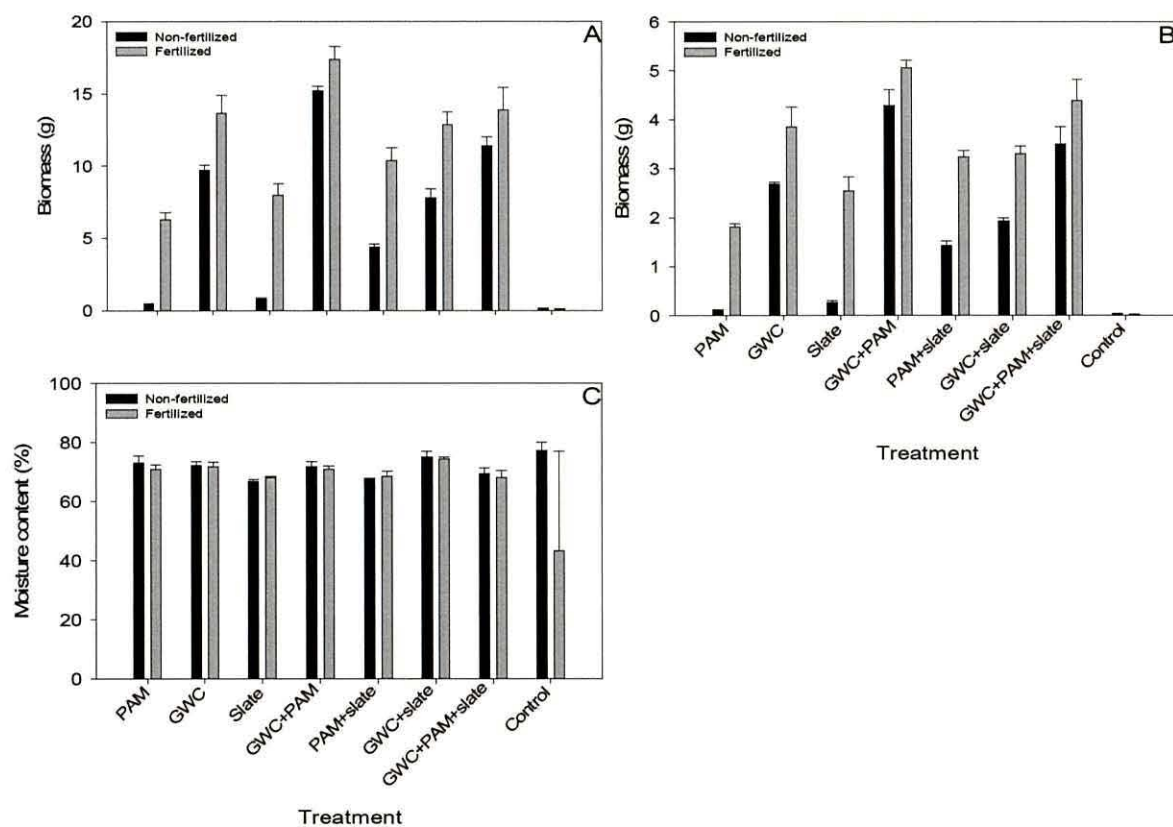 A
Non-fertilized
Fertilized
20
15
10
5
0
Biomass (g)
B
Non-fertilized
Fertilized
6
5
4
3
2
1
0
Biomass (g)
PAM
GWC
Slate
GWC+PAM
PAM+slate
GWC+slate
GWC+PAM+slate
Control
Treatment
C
Non-fertilized
Fertilized
100
80
60
40
20
0
Moisture content (%)
PAM
GWC
Slate
GWC+PAM
PAM+slate
GWC+slate
GWC+PAM+slate
Control
Treatment